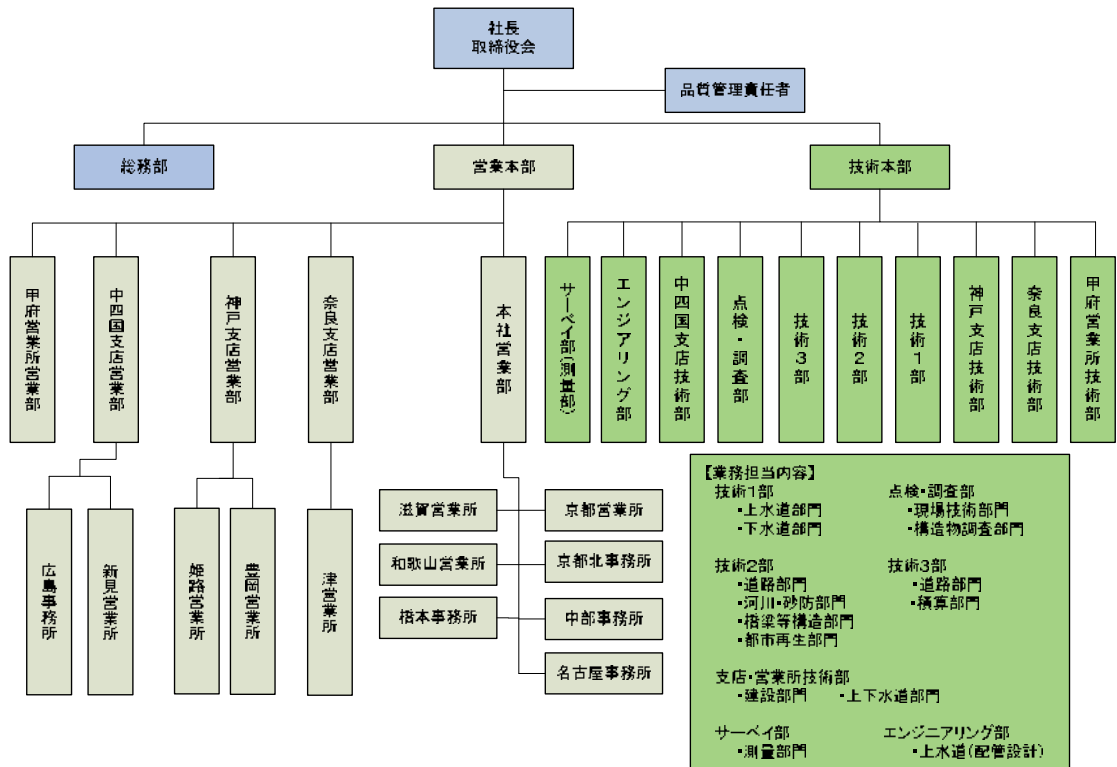 社長
取締役会
品質管理責任者
総務部
営業本部
技術本部
甲府営業所営業部
中四国支店営業部
神戸支店営業部
奈良支店営業部
本社営業部
サーベイ部(測量部)
エンジアリング部
中四国支店技術部
点検・調査部
技術3部
技術2部
技術1部
神戸支店技術部
奈良支店技術部
甲府営業所技術部
広島事務所
新見営業所
姫路営業所
豊岡営業所
津営業所
滋賀営業所
京都営業所
和歌山営業所
京都北事務所
橋本事務所
中部事務所
名古屋事務所
【業務担当内容】
技術1部
・上水道部門
・下水道部門
点検・調査部
・現場技術部門
・構造物調査部門
技術2部
・道路部門
・河川・砂防部門
・橋梁等構造部門
・都市再生部門
技術3部
・道路部門
・積算部門
支店・営業所技術部
・建設部門 ・上下水道部門
サーベイ部
・測量部門
エンジニアリング部
・上水道(配管設計)